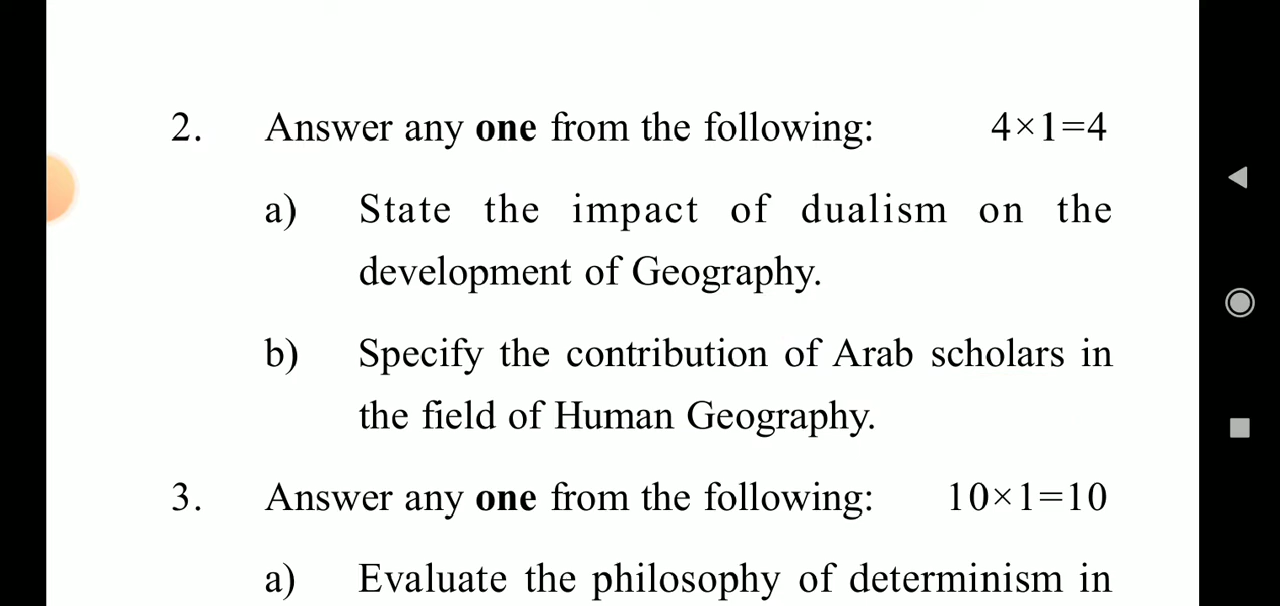 2. Answer any one from the following: 4×1=4
a) State the impact of dualism on the
development of Geography.
b) Specify the contribution of Arab scholars in
the field of Human Geography.
3. Answer any one from the following: 10×1=10
a) Evaluate the philosophy of determinism in